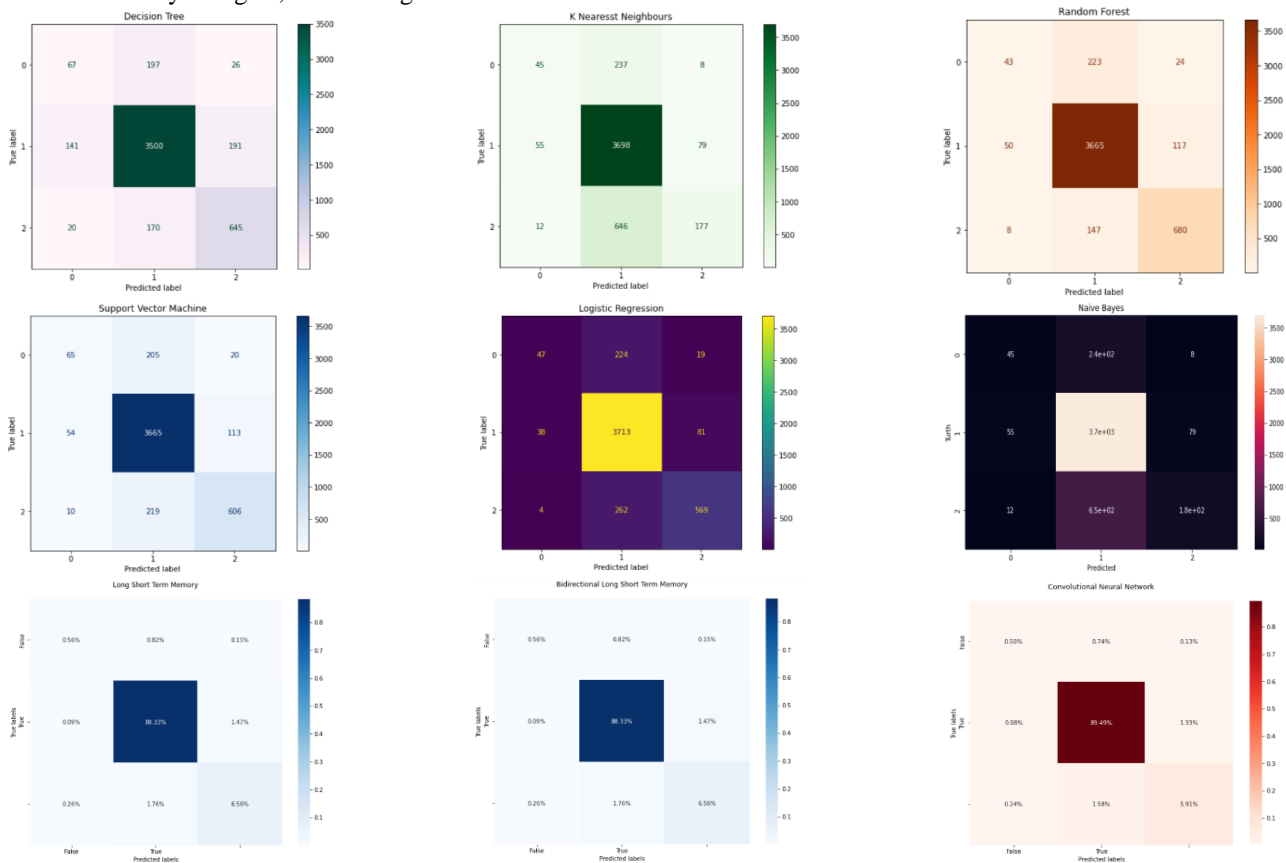 Decision Tree
True label
0 67 197 26
1 141 3500 191
2 20 170 645
0 1 2
Predicted label
3500
3000
2500
2000
1500
1000
500
K Nearesst Neighbours
True label
0 45 237 8
1 55 3698 79
2 12 646 177
0 1 2
Predicted label
3500
3000
2500
2000
1500
1000
500
Random Forest
True label
0 43 223 24
1 50 3665 117
2 8 147 680
0 1 2
Predicted label
3500
3000
2500
2000
1500
1000
500
Support Vector Machine
True label
0 65 205 20
1 54 3665 113
2 10 219 606
0 1 2
Predicted label
3500
3000
2500
2000
1500
1000
500
Logistic Regression
True label
0 47 224 19
1 38 3713 81
2 4 262 569
0 1 2
Predicted label
3500
3000
2500
2000
1500
1000
500
Naive Bayes
Turth
0 45 2.4e+02 8
1 55 3.7e+03 79
2 12 6.5e+02 1.8e+02
0 1 2
Predicted
3500
3000
2500
2000
1500
1000
500
Long Short Term Memory
True labels
False 0.56% 0.82% 0.15%
True 0.09% 88.33% 1.47%
0.26% 1.76% 6.56%
False True
Predicted labels
0.8
0.7
0.6
0.5
0.4
0.3
0.2
0.1
Bidirectional Long Short Term Memory
True labels
False 0.56% 0.82% 0.15%
True 0.09% 88.33% 1.47%
0.26% 1.76% 6.56%
False True
Predicted labels
0.8
0.7
0.6
0.5
0.4
0.3
0.2
0.1
Convolutional Neural Network
True labels
False 0.50% 0.74% 0.13%
True 0.08% 89.49% 1.33%
0.24% 1.58% 5.91%
False True
Predicted labels
0.8
0.7
0.6
0.5
0.4
0.3
0.2
0.1